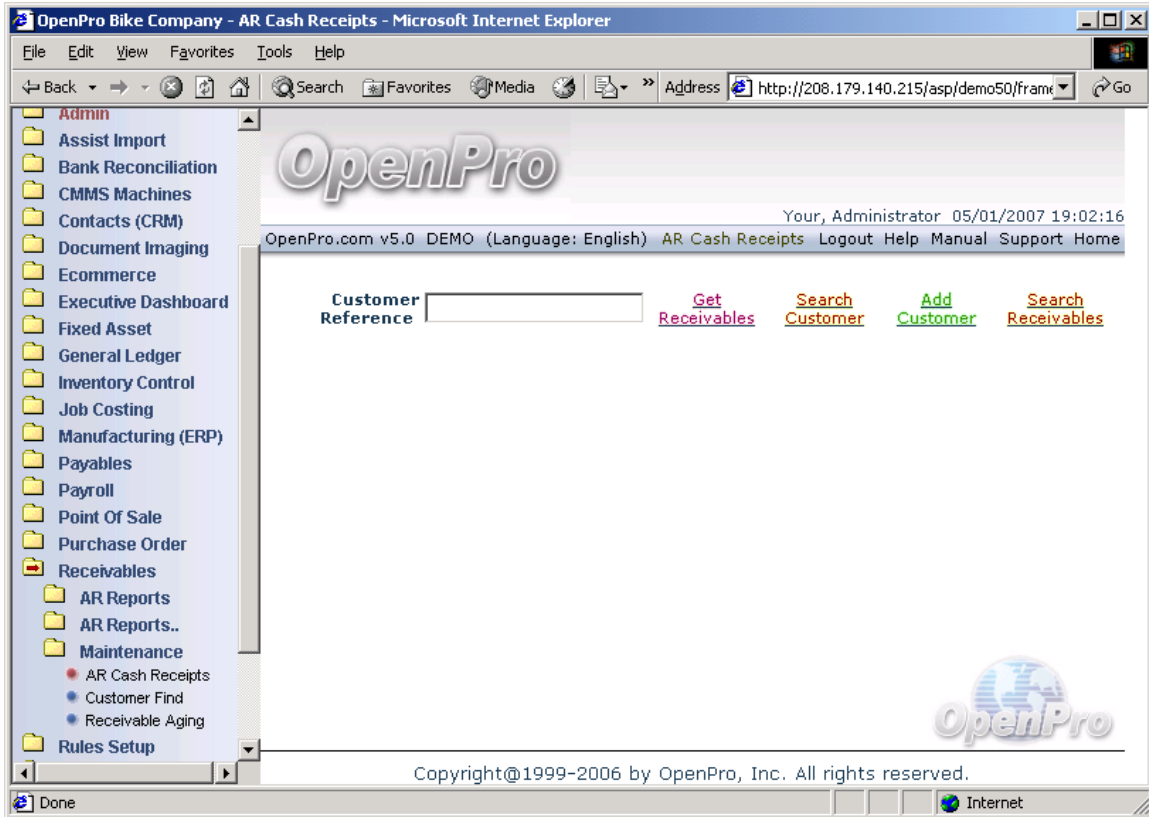 OpenPro Bike Company - AR Cash Receipts - Microsoft Internet Explorer
File Edit View Favorites Tools Help
Back Search Favorites Media » Address http://208.179.140.215/asp/demo50/frame Go
Admin
Assist Import
Bank Reconciliation
CMMS Machines
Contacts (CRM)
Document Imaging
Ecommerce
Executive Dashboard
Fixed Asset
General Ledger
Inventory Control
Job Costing
Manufacturing (ERP)
Payables
Payroll
Point Of Sale
Purchase Order
Receivables
AR Reports
AR Reports..
Maintenance
AR Cash Receipts
Customer Find
Receivable Aging
Rules Setup
OpenPro
Your, Administrator 05/01/2007 19:02:16
OpenPro.com v5.0 DEMO (Language: English) AR Cash Receipts Logout Help Manual Support Home
Customer Reference
Get Receivables
Search Customer
Add Customer
Search Receivables
OpenPro
Copyright@1999-2006 by OpenPro, Inc. All rights reserved.
Done Internet